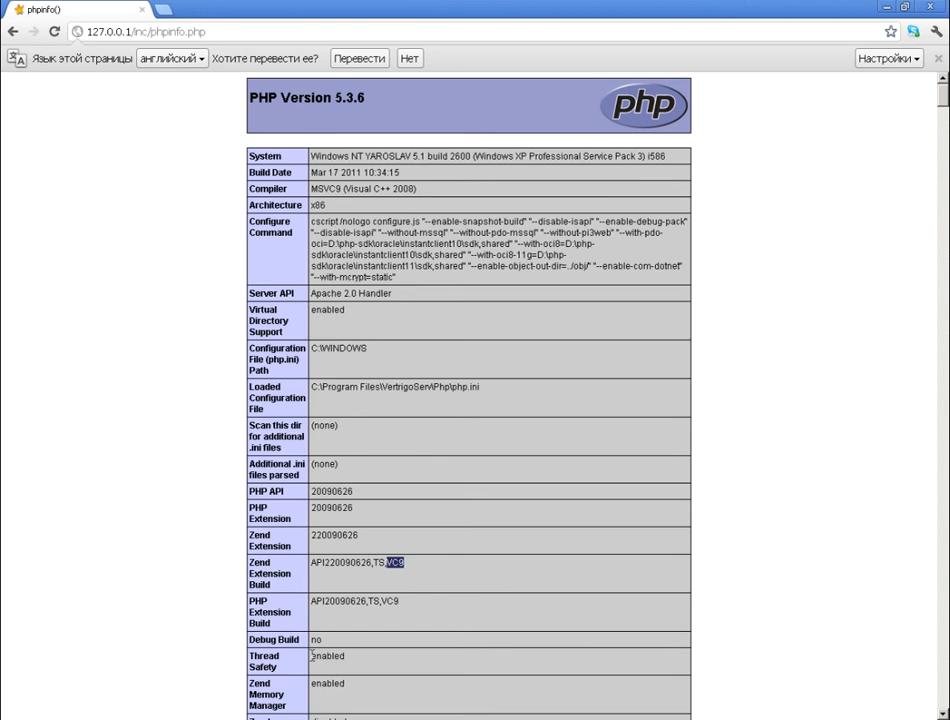 phpinfo()
127.0.0.1/inc/phpinfo.php
Язык этой страницы английский Хотите перевести ее? Перевести Нет Настройки
PHP Version 5.3.6
php
System Windows NT YAROSLAV 5.1 build 2600 (Windows XP Professional Service Pack 3) i586
Build Date Mar 17 2011 10:34:15
Compiler MSVC9 (Visual C++ 2008)
Architecture x86
Configure
Command
cscript /nologo configure.js "--enable-snapshot-build" "--disable-isapi" "--enable-debug-pack"
"--disable-isapi" "--without-mssql" "--without-pdo-mssql" "--without-pi3web" "--with-pdo-
oci=D:\php-sdk\oracle\instantclient10\sdk,shared" "--with-oci8=D:\php-
sdk\oracle\instantclient10\sdk,shared" "--with-oci8-11g=D:\php-
sdk\oracle\instantclient11\sdk,shared" "--enable-object-out-dir=../obj/" "--enable-com-dotnet"
"--with-mcrypt=static"
Server API Apache 2.0 Handler
Virtual
Directory
Support
enabled
Configuration
File (php.ini)
Path
C:\WINDOWS
Loaded
Configuration
File
C:\Program Files\VertrigoServ\Php\php.ini
Scan this dir
for additional
.ini files
(none)
Additional .ini
files parsed
(none)
PHP API 20090626
PHP
Extension
20090626
Zend
Extension
220090626
Zend
Extension
Build
API220090626,TS,VC9
PHP
Extension
Build
API20090626,TS,VC9
Debug Build no
Thread
Safety
enabled
Zend
Memory
Manager
enabled